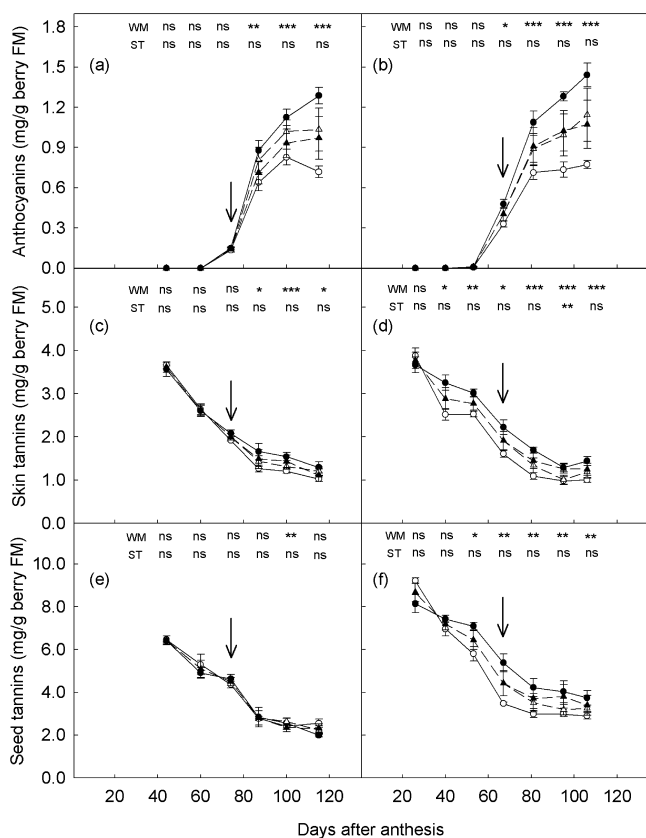 WM ns ns ns ** *** *** ns ns ns * *** *** ***
ST ns ns ns ns ns ns ns ns ns ns ns ns ns
(a) (b)
1.8
1.5
1.2
0.9
0.6
0.3
0.0
Anthocyanins (mg/g berry FM)
WM ns ns ns * *** * ns * ** * *** *** ***
ST ns ns ns ns ns ns ns ns ns ns ns ** ns
(c) (d)
5.0
4.0
3.0
2.0
1.0
0.0
Skin tannins (mg/g berry FM)
WM ns ns ns ns ** ns ns ns * ** ** ** **
ST ns ns ns ns ns ns ns ns ns ns ns ns ns
(e) (f)
10.0
8.0
6.0
4.0
2.0
0.0
Seed tannins (mg/g berry FM)
20 40 60 80 100 120 20 40 60 80 100 120
Days after anthesis